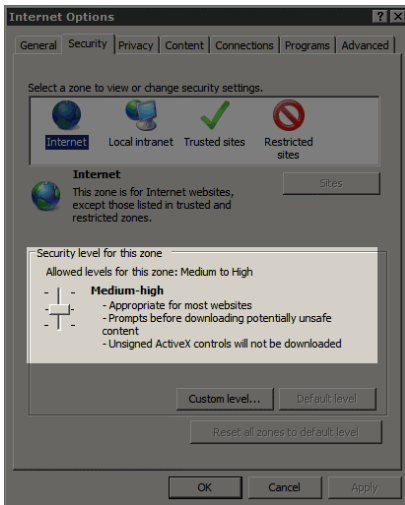 Internet Options
? X
General Security Privacy Content Connections Programs Advanced
Select a zone to view or change security settings.
Internet Local intranet Trusted sites Restricted
sites
Internet
Sites
This zone is for Internet websites,
except those listed in trusted and
restricted zones.
Security level for this zone
Allowed levels for this zone: Medium to High
Medium-high
- Appropriate for most websites
- Prompts before downloading potentially unsafe
content
- Unsigned ActiveX controls will not be downloaded
Custom level... Default level
Reset all zones to default level
OK Cancel Apply